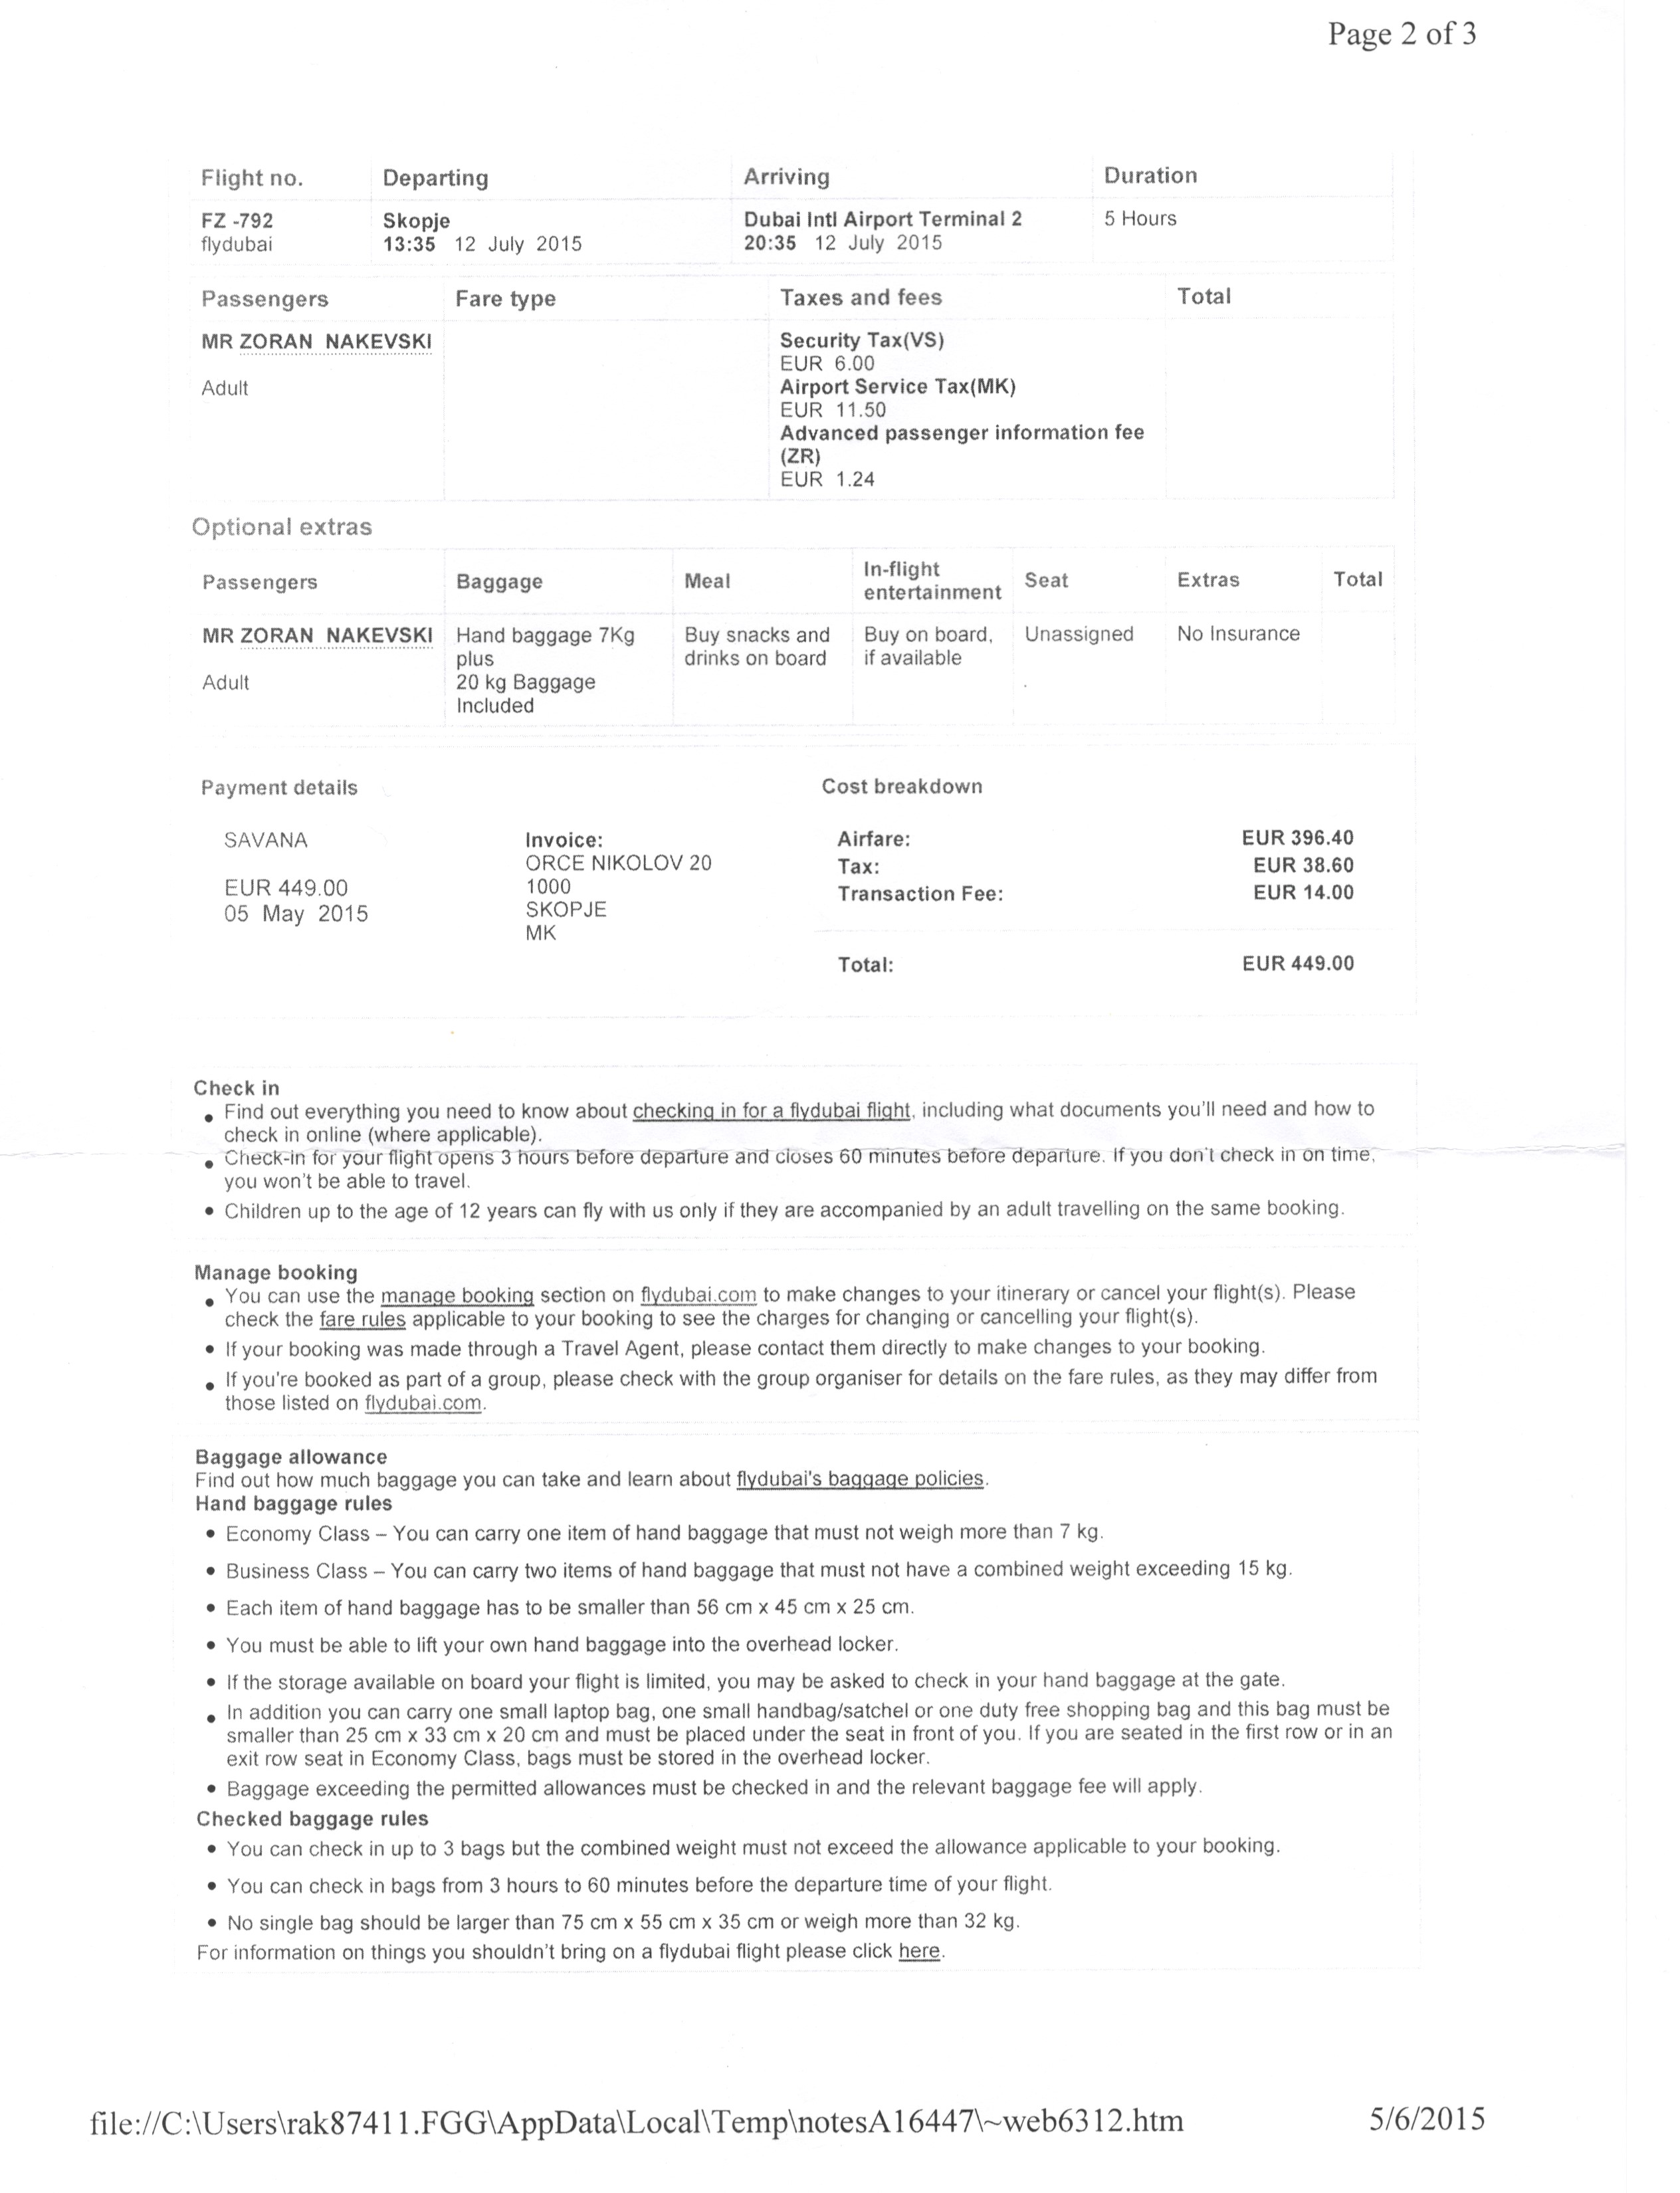 Page 2 of 3
Flight no. Departing Arriving Duration
FZ -792 Skopje Dubai Intl Airport Terminal 2 5 Hours
flydubai 13:35 12 July 2015 20:35 12 July 2015
Passengers Fare type Taxes and fees Total
MR ZORAN NAKEVSKI Security Tax(VS)
EUR 6.00
Adult Airport Service Tax(MK)
EUR 11.50
Advanced passenger information fee
(ZR)
EUR 1.24
Optional extras
Passengers Baggage Meal In-flight entertainment Seat Extras Total
MR ZORAN NAKEVSKI Hand baggage 7Kg Buy snacks and Buy on board, Unassigned No Insurance
plus drinks on board if available
Adult 20 kg Baggage
Included
Payment details Cost breakdown
SAVANA Invoice: Airfare: EUR 396.40
ORCE NIKOLOV 20 Tax: EUR 38.60
EUR 449.00 1000 Transaction Fee: EUR 14.00
05 May 2015 SKOPJE
MK
Total: EUR 449.00
Check in
• Find out everything you need to know about checking in for a flydubai flight, including what documents you'll need and how to
check in online (where applicable).
• Check-in for your flight opens 3 hours before departure and closes 60 minutes before departure. If you don't check in on time,
you won't be able to travel.
• Children up to the age of 12 years can fly with us only if they are accompanied by an adult travelling on the same booking.
Manage booking
• You can use the manage booking section on flydubai.com to make changes to your itinerary or cancel your flight(s). Please
check the fare rules applicable to your booking to see the charges for changing or cancelling your flight(s).
• If your booking was made through a Travel Agent, please contact them directly to make changes to your booking.
• If you're booked as part of a group, please check with the group organiser for details on the fare rules, as they may differ from
those listed on flydubai.com.
Baggage allowance
Find out how much baggage you can take and learn about flydubai's baggage policies.
Hand baggage rules
• Economy Class – You can carry one item of hand baggage that must not weigh more than 7 kg.
• Business Class – You can carry two items of hand baggage that must not have a combined weight exceeding 15 kg.
• Each item of hand baggage has to be smaller than 56 cm x 45 cm x 25 cm.
• You must be able to lift your own hand baggage into the overhead locker.
• If the storage available on board your flight is limited, you may be asked to check in your hand baggage at the gate.
• In addition you can carry one small laptop bag, one small handbag/satchel or one duty free shopping bag and this bag must be
smaller than 25 cm x 33 cm x 20 cm and must be placed under the seat in front of you. If you are seated in the first row or in an
exit row seat in Economy Class, bags must be stored in the overhead locker.
• Baggage exceeding the permitted allowances must be checked in and the relevant baggage fee will apply.
Checked baggage rules
• You can check in up to 3 bags but the combined weight must not exceed the allowance applicable to your booking.
• You can check in bags from 3 hours to 60 minutes before the departure time of your flight.
• No single bag should be larger than 75 cm x 55 cm x 35 cm or weigh more than 32 kg.
For information on things you shouldn't bring on a flydubai flight please click here.
file://C:\Users\rak87411.FGG\AppData\Local\Temp\notesA16447\~web6312.htm 5/6/2015